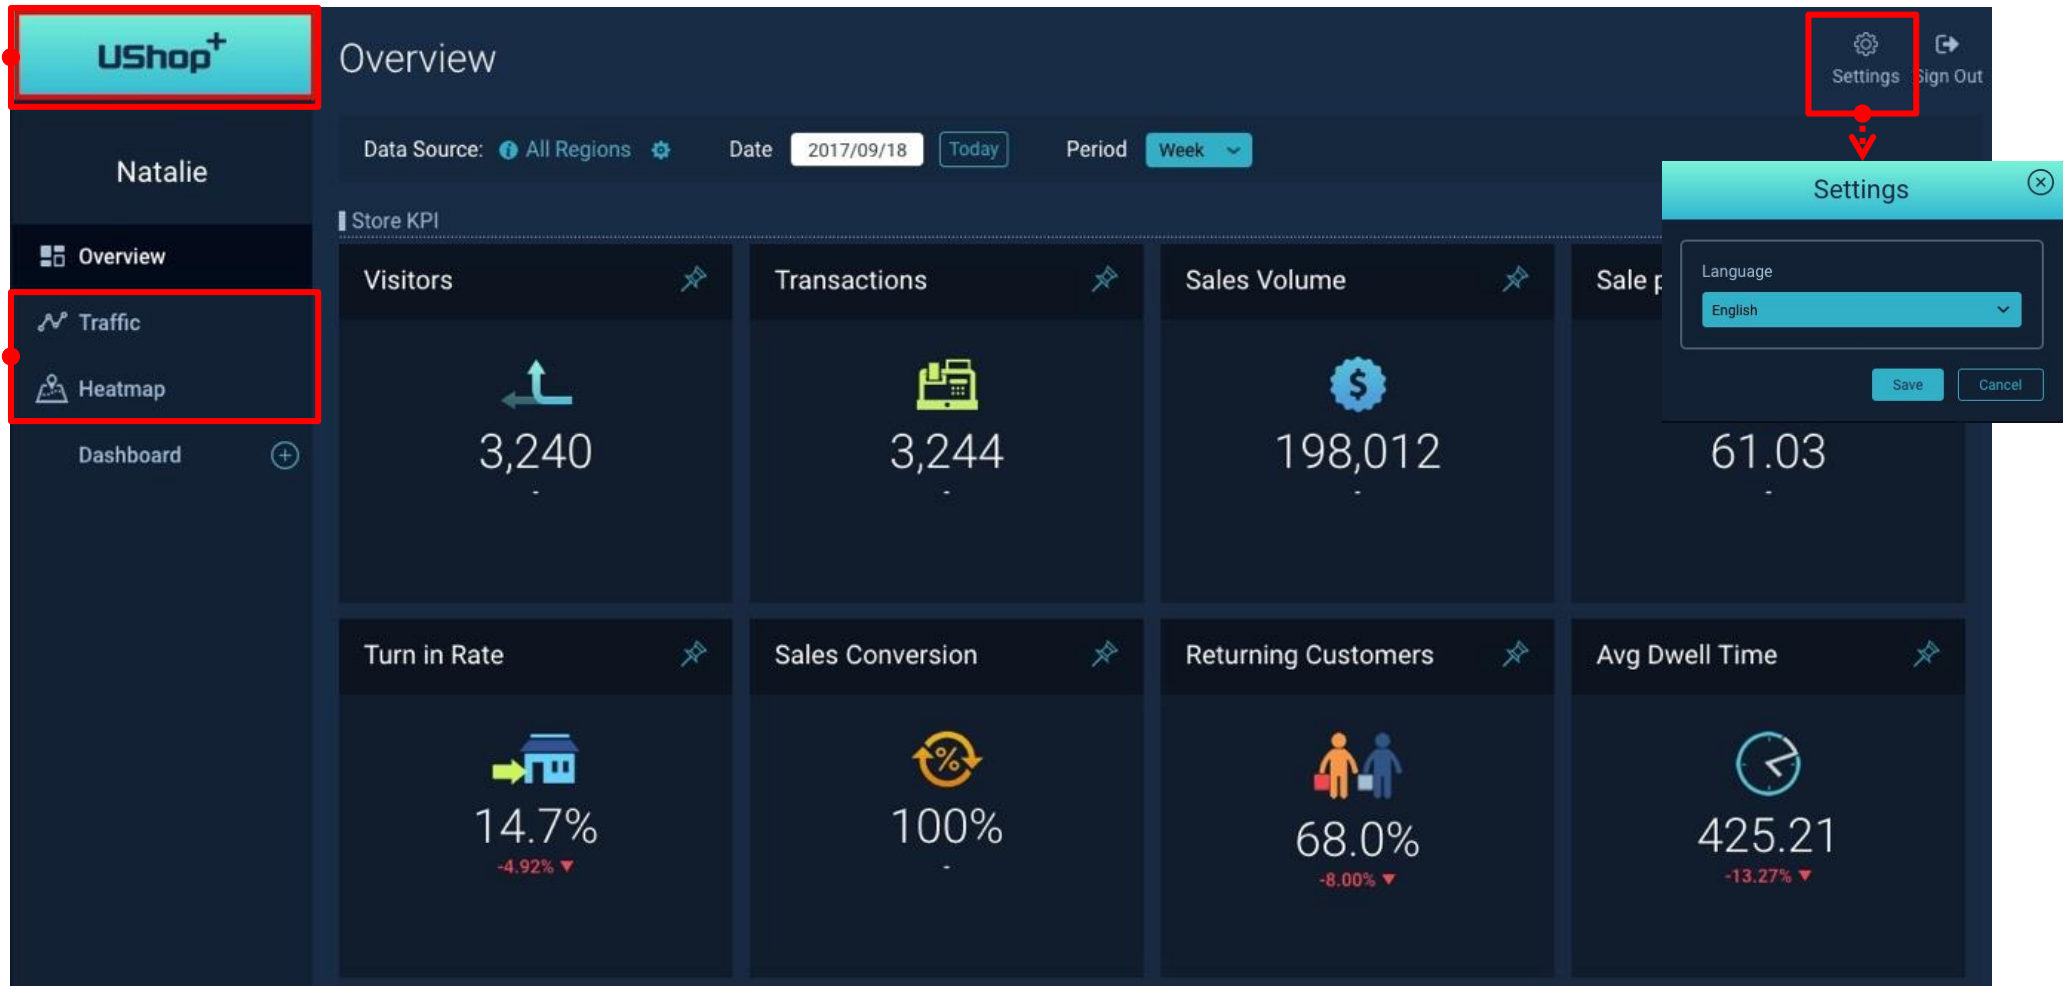 UShop+
Overview
Settings
Sign Out
Natalie
Data Source: All Regions
Date 2017/09/18 Today
Period Week
Settings
Store KPI
Language
English
Save Cancel
Overview
Traffic
Heatmap
Dashboard
Visitors
3,240
-
Transactions
3,244
-
Sales Volume
198,012
-
Sale
61.03
-
Turn in Rate
14.7%
-4.92% ▼
Sales Conversion
100%
-
Returning Customers
68.0%
-8.00% ▼
Avg Dwell Time
425.21
-13.27% ▼